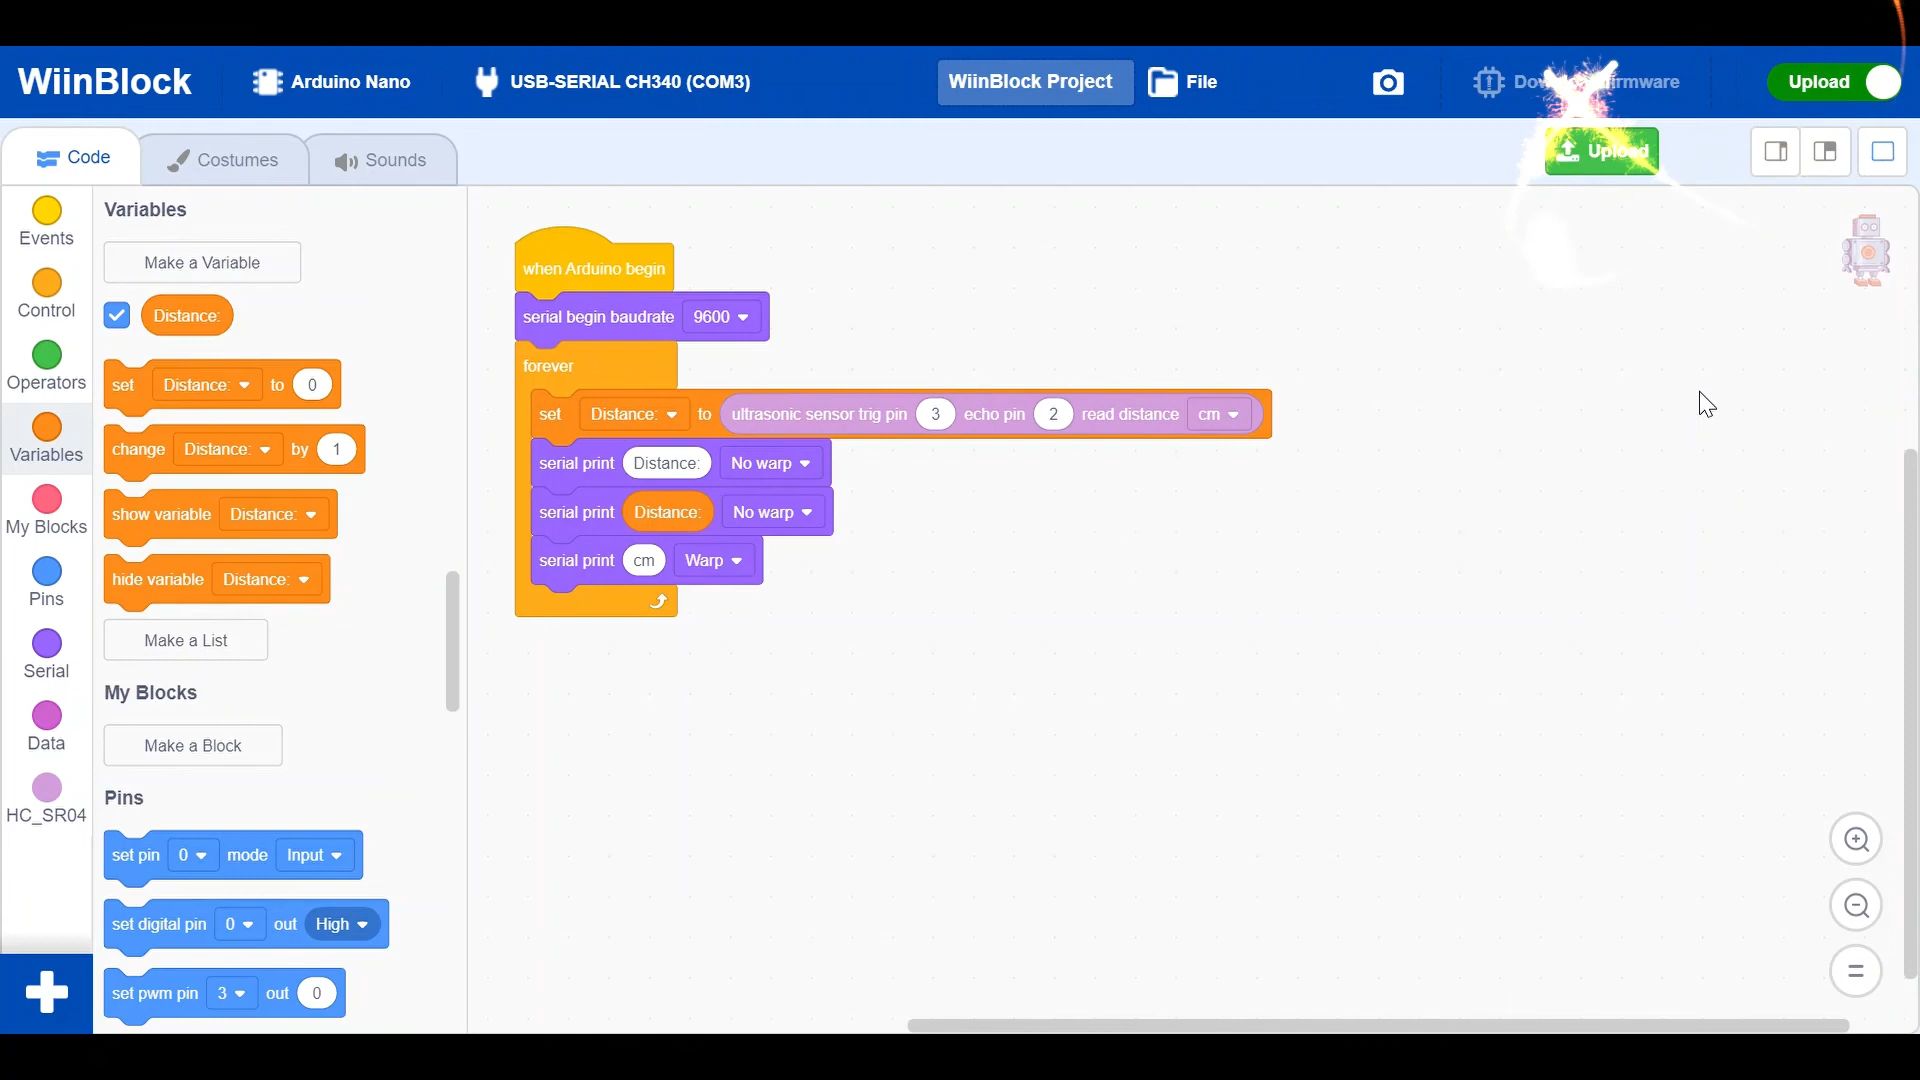 WiinBlock
Arduino Nano
USB-SERIAL CH340 (COM3)
WiinBlock Project
File
Upload
Code
Costumes
Sounds
Upload
Events
Control
Operators
Variables
My Blocks
Pins
Serial
Data
HC_SR04
Variables
Make a Variable
Distance:
set Distance: to 0
change Distance: by 1
show variable Distance:
hide variable Distance:
Make a List
My Blocks
Make a Block
Pins
set pin 0 mode Input
set digital pin 0 out High
set pwm pin 3 out 0
when Arduino begin
serial begin baudrate 9600
forever
set Distance: to ultrasonic sensor trig pin 3 echo pin 2 read distance cm
serial print Distance: No warp
serial print Distance: No warp
serial print cm Warp